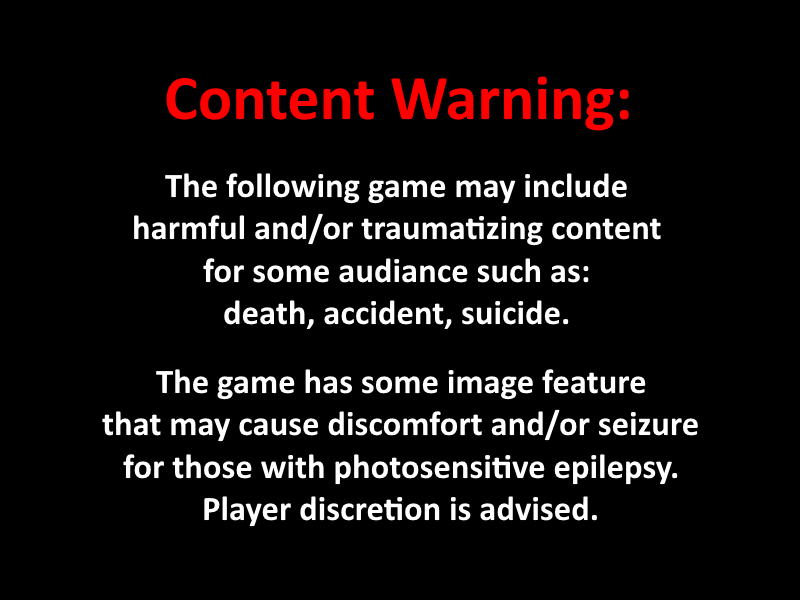 Content Warning:
The following game may include
harmful and/or traumatizing content
for some audiance such as:
death, accident, suicide.
The game has some image feature
that may cause discomfort and/or seizure
for those with photosensitive epilepsy.
Player discretion is advised.